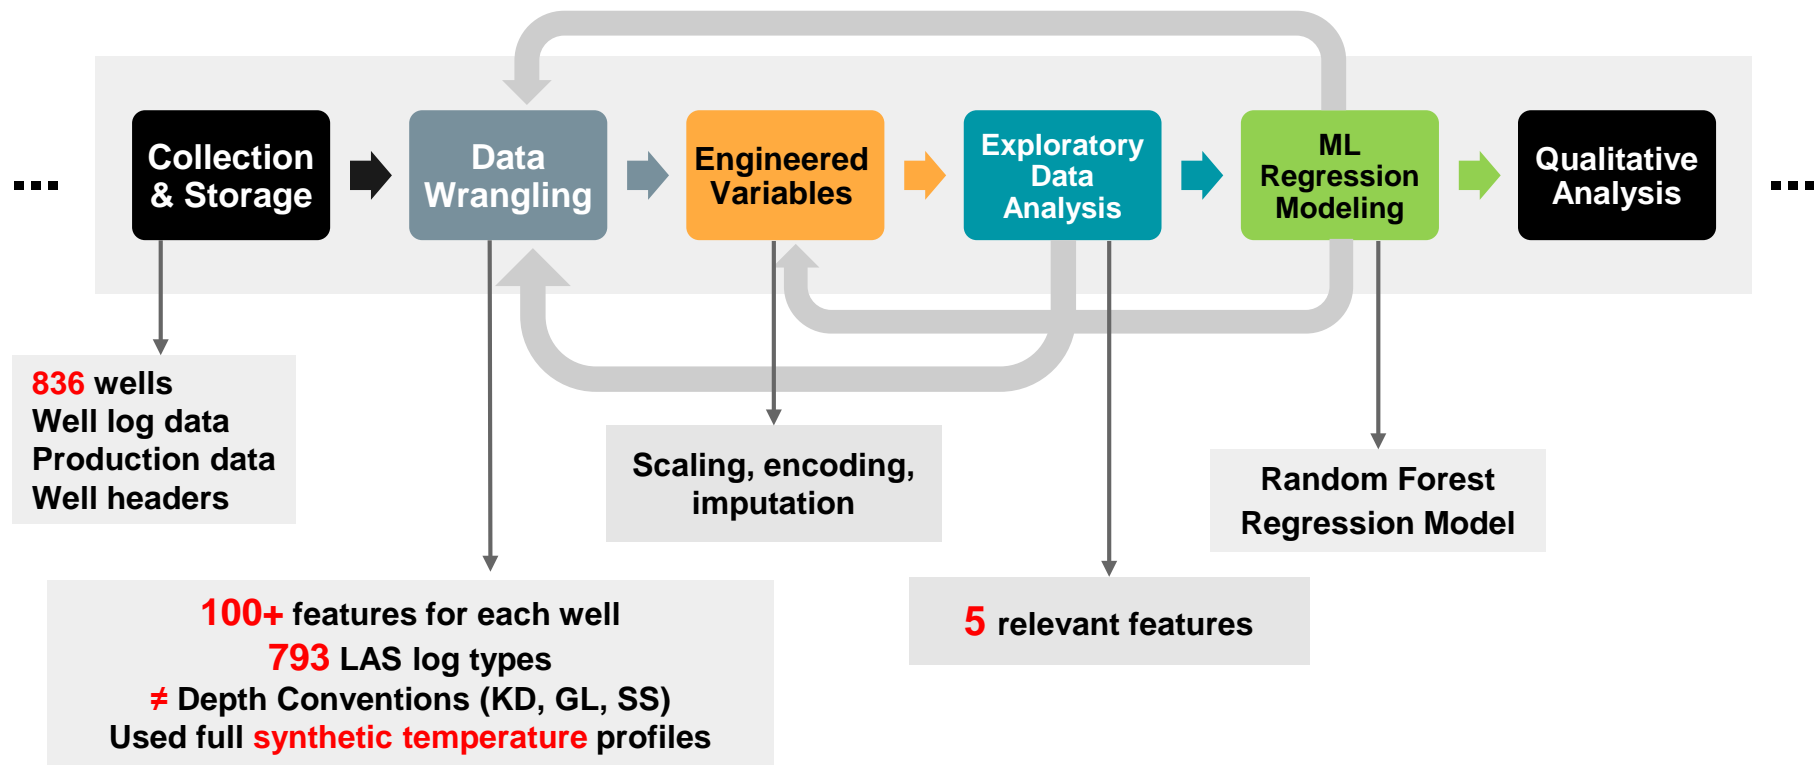 Collection
& Storage
Data
Wrangling
Engineered
Variables
Exploratory
Data
Analysis
ML
Regression
Modeling
Qualitative
Analysis
836 wells
Well log data
Production data
Well headers
100+ features for each well
793 LAS log types
≠ Depth Conventions (KD, GL, SS)
Used full synthetic temperature profiles
Scaling, encoding,
imputation
5 relevant features
Random Forest
Regression Model